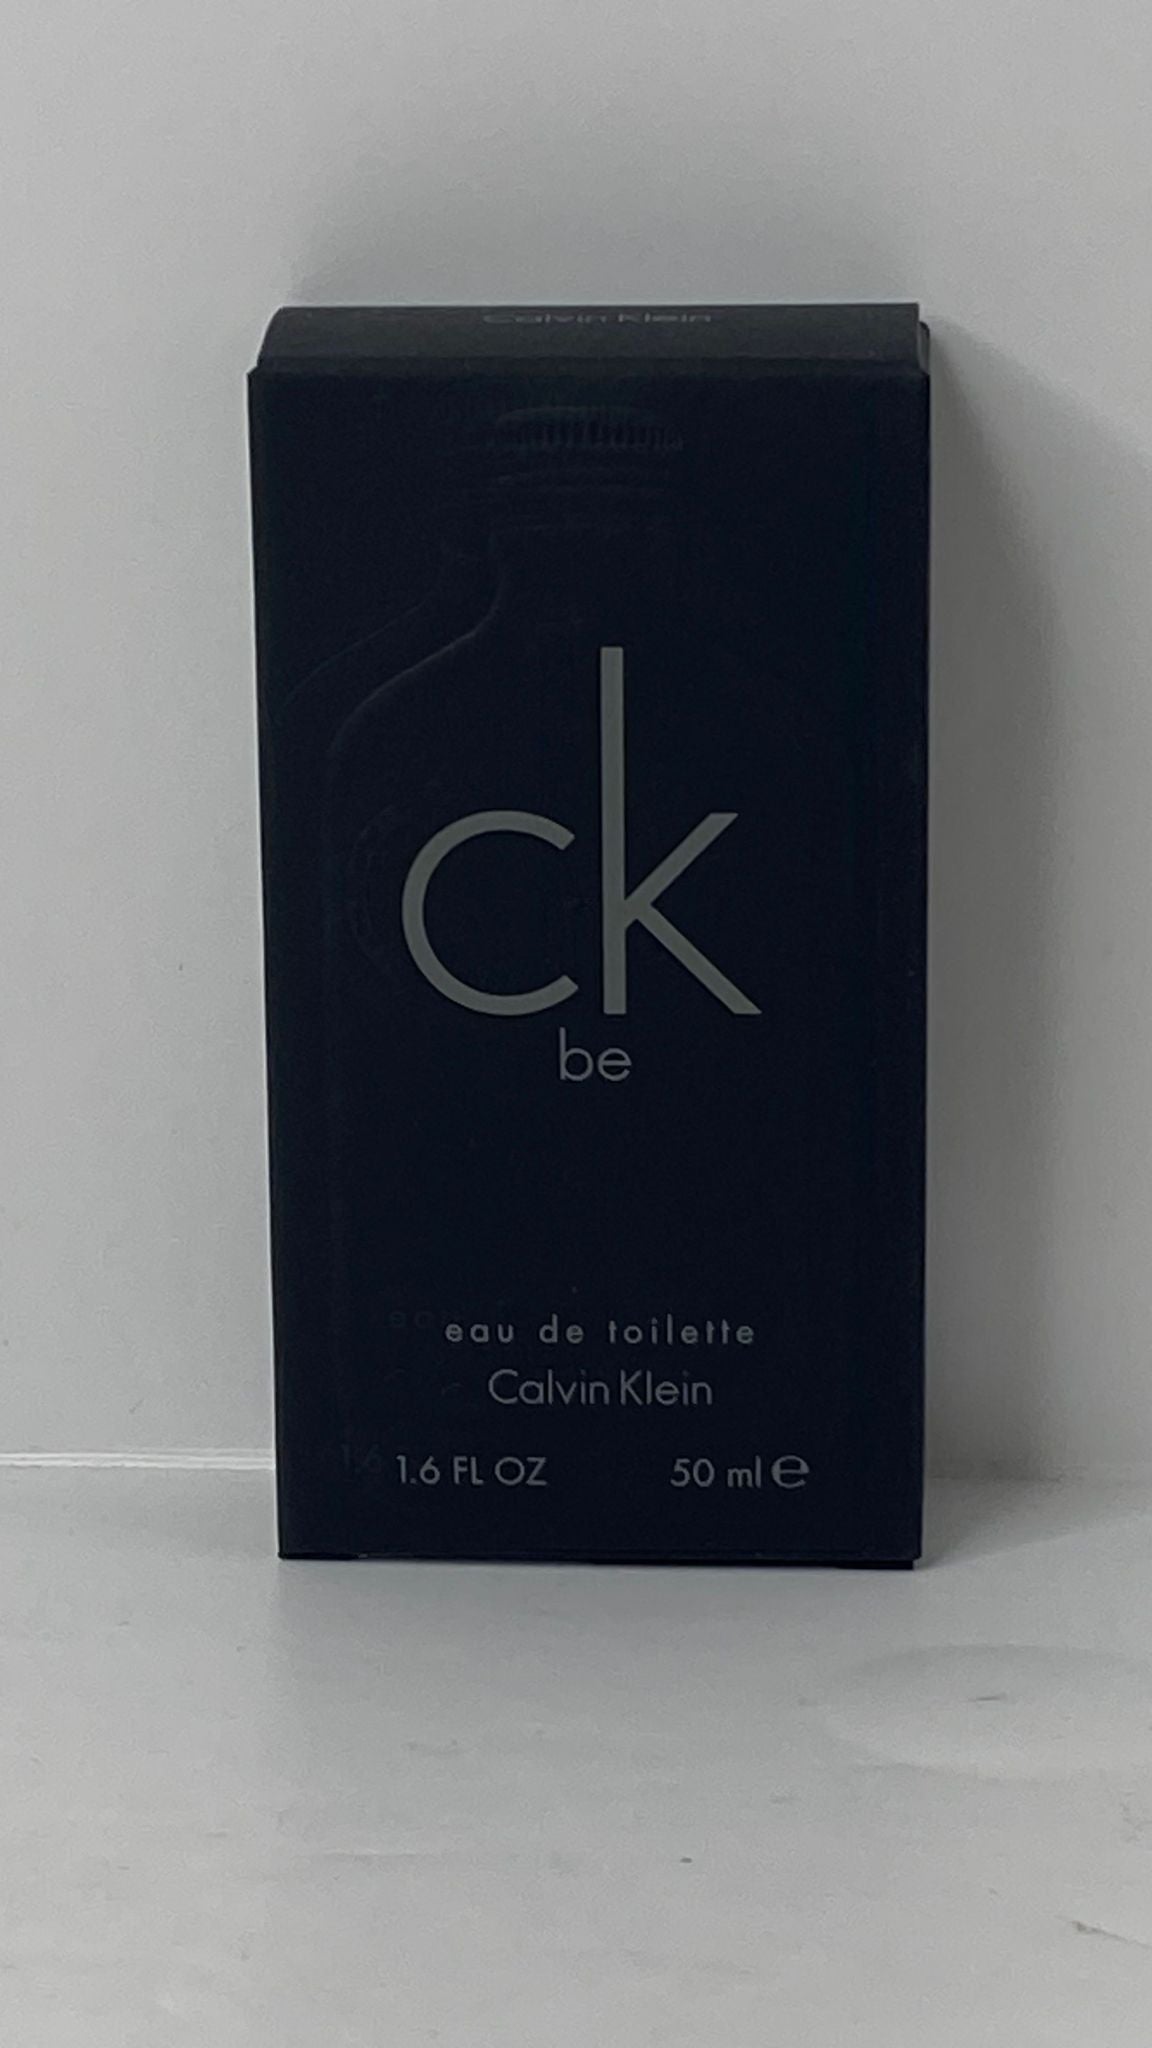 Calvin Klein
ck
be
eau de toilette
Calvin Klein
1.6 FL OZ 50 ml e